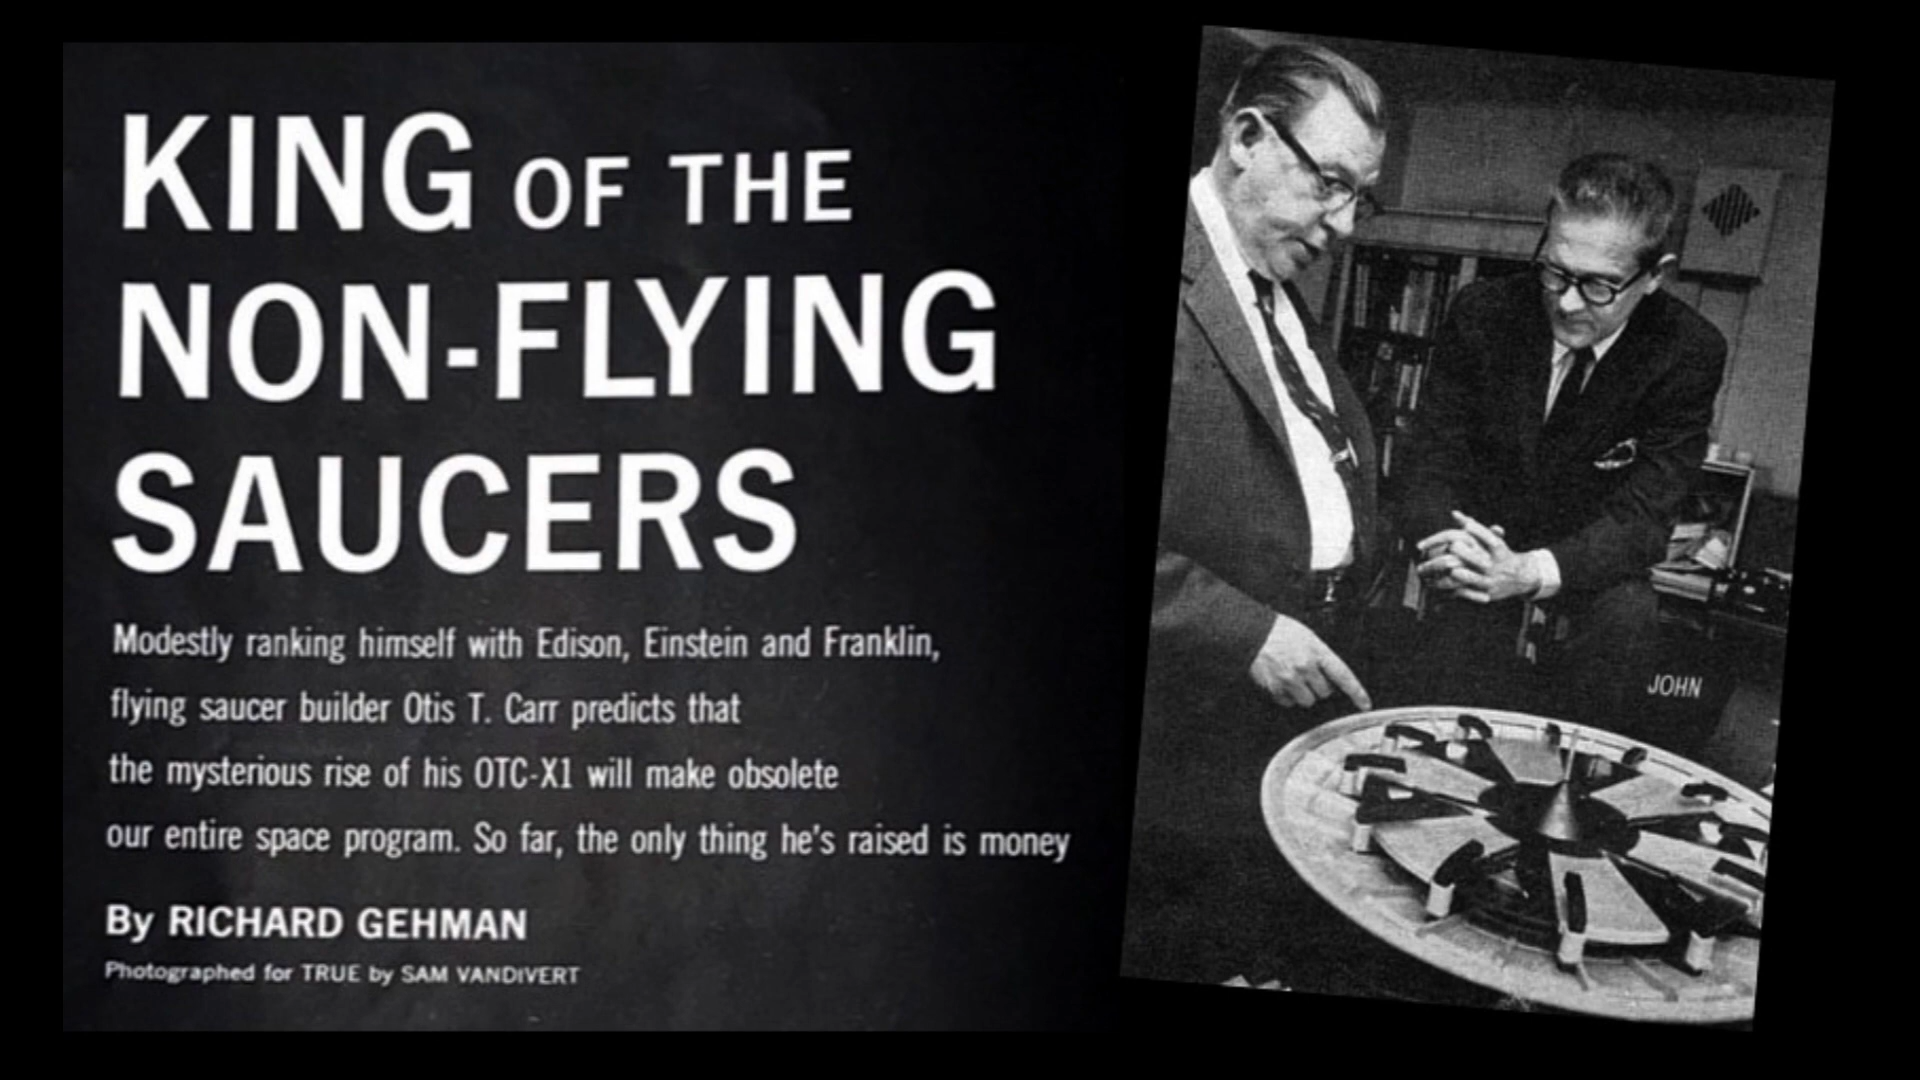 KING OF THE
NON-FLYING
SAUCERS
Modestly ranking himself with Edison, Einstein and Franklin,
flying saucer builder Otis T. Carr predicts that
the mysterious rise of his OTC-X1 will make obsolete
our entire space program. So far, the only thing he's raised is money
By RICHARD GEHMAN
Photographed for TRUE by SAM VANDIVERT
JOHN